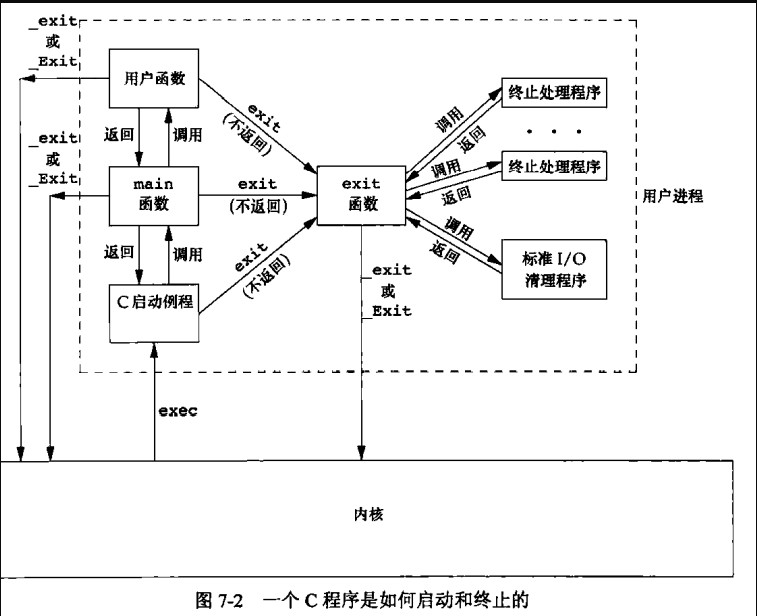 _exit
或
_Exit
用户函数
终止处理程序
exit
(不返回)
调用
返回
· · ·
返回
调用
_exit
或
_Exit
main
函数
exit
(不返回)
exit
函数
调用
返回
终止处理程序
用户进程
返回
调用
exit
(不返回)
调用
返回
标准 I/O
清理程序
C 启动例程
_exit
或
_Exit
exec
内核
图 7-2 一个 C 程序是如何启动和终止的